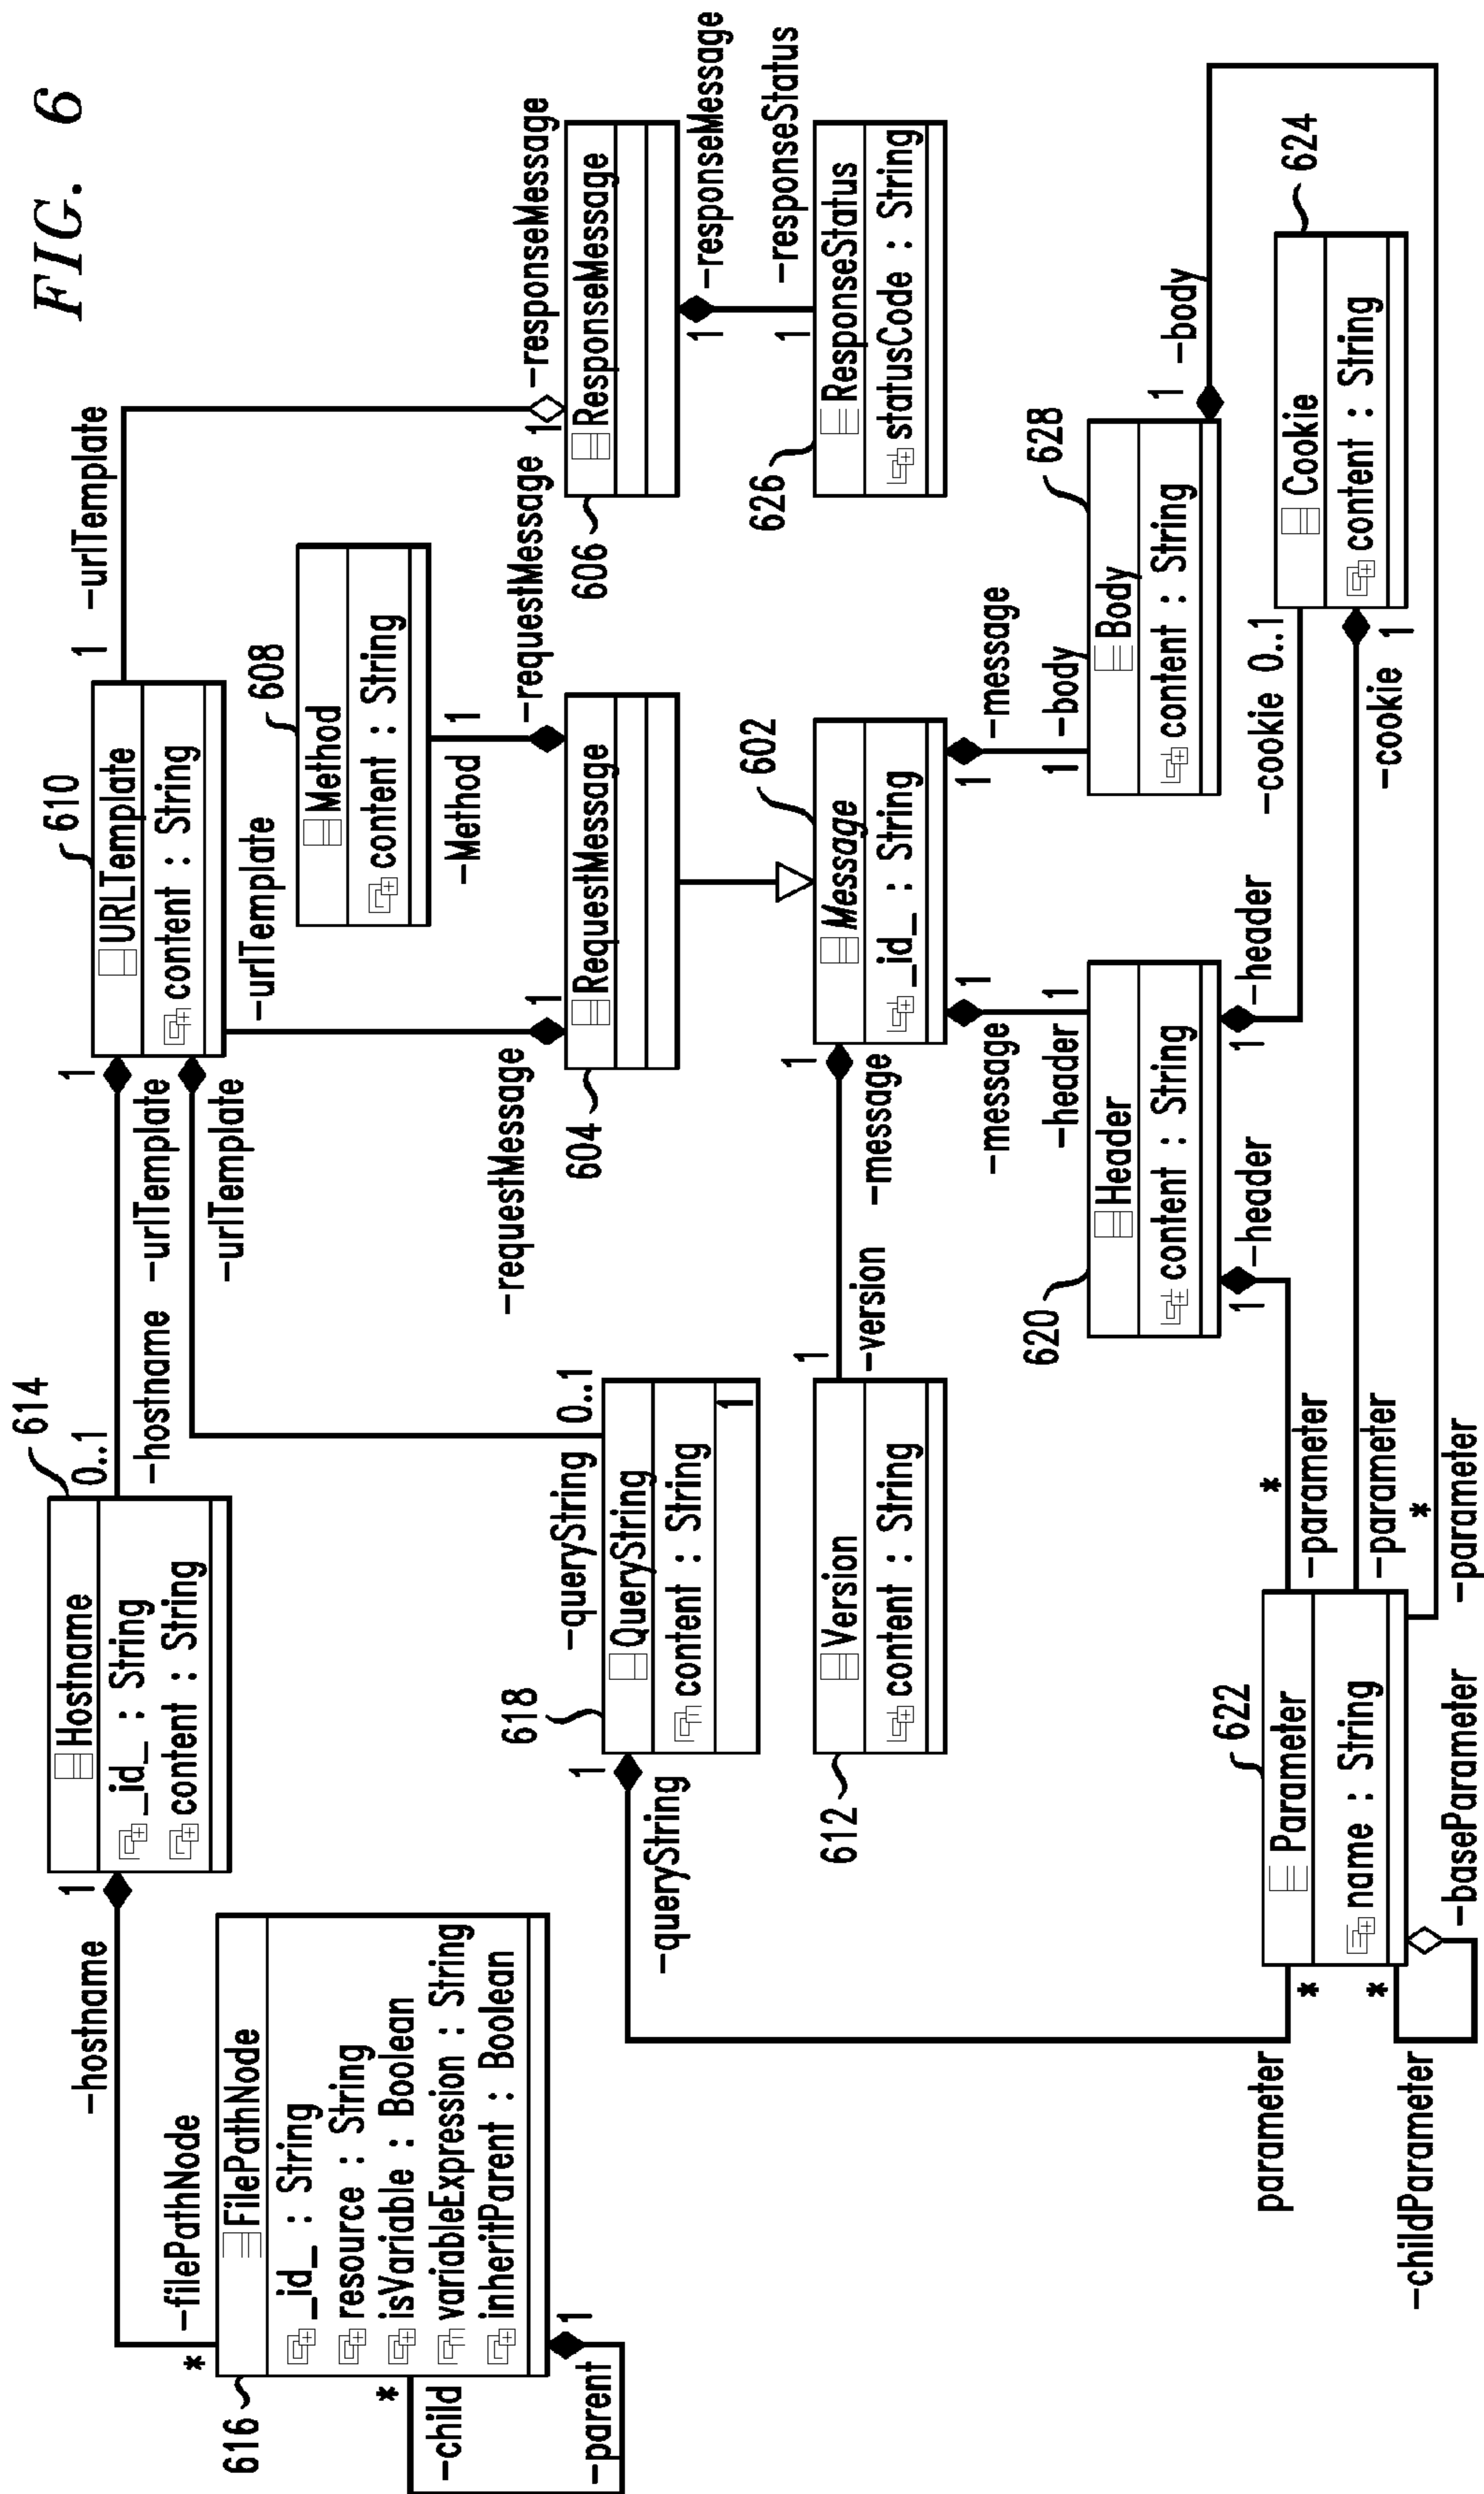 FIG. 6
614
Hostname
_id_ : String
content : String
1
-hostname
0..1
-hostname
-filePathNode
*
616
FilePathNode
_id_ : String
resource : String
isVariable : Boolean
variableExpression : String
inheritParent : Boolean
*
-child
1
-parent
610
URLTemplate
content : String
1
-urlTemplate
-urlTemplate
-urlTemplate
1 -urlTemplate
608
Method
content : String
-Method 1
-requestMessage
-requestMessage
1
604
RequestMessage
1 -responseMessage
606
ResponseMessage
1
-responseMessage
1
-responseStatus
626
ResponseStatus
statusCode : String
-queryString
0..1
618
QueryString
content : String
1
1
-queryString
612
Version
content : String
1
-version
1
-message
602
Message
_id_ : String
1
-message
1
-header
1
-message
1
-body
620
Header
content : String
1
-header
1
-header
628
Body
content : String
1 -body
624
Cookie
content : String
-cookie 0..1
-cookie
1
622
Parameter
name : String
*
-parameter
-parameter
*
-parameter
parameter
*
*
-childParameter
-baseParameter